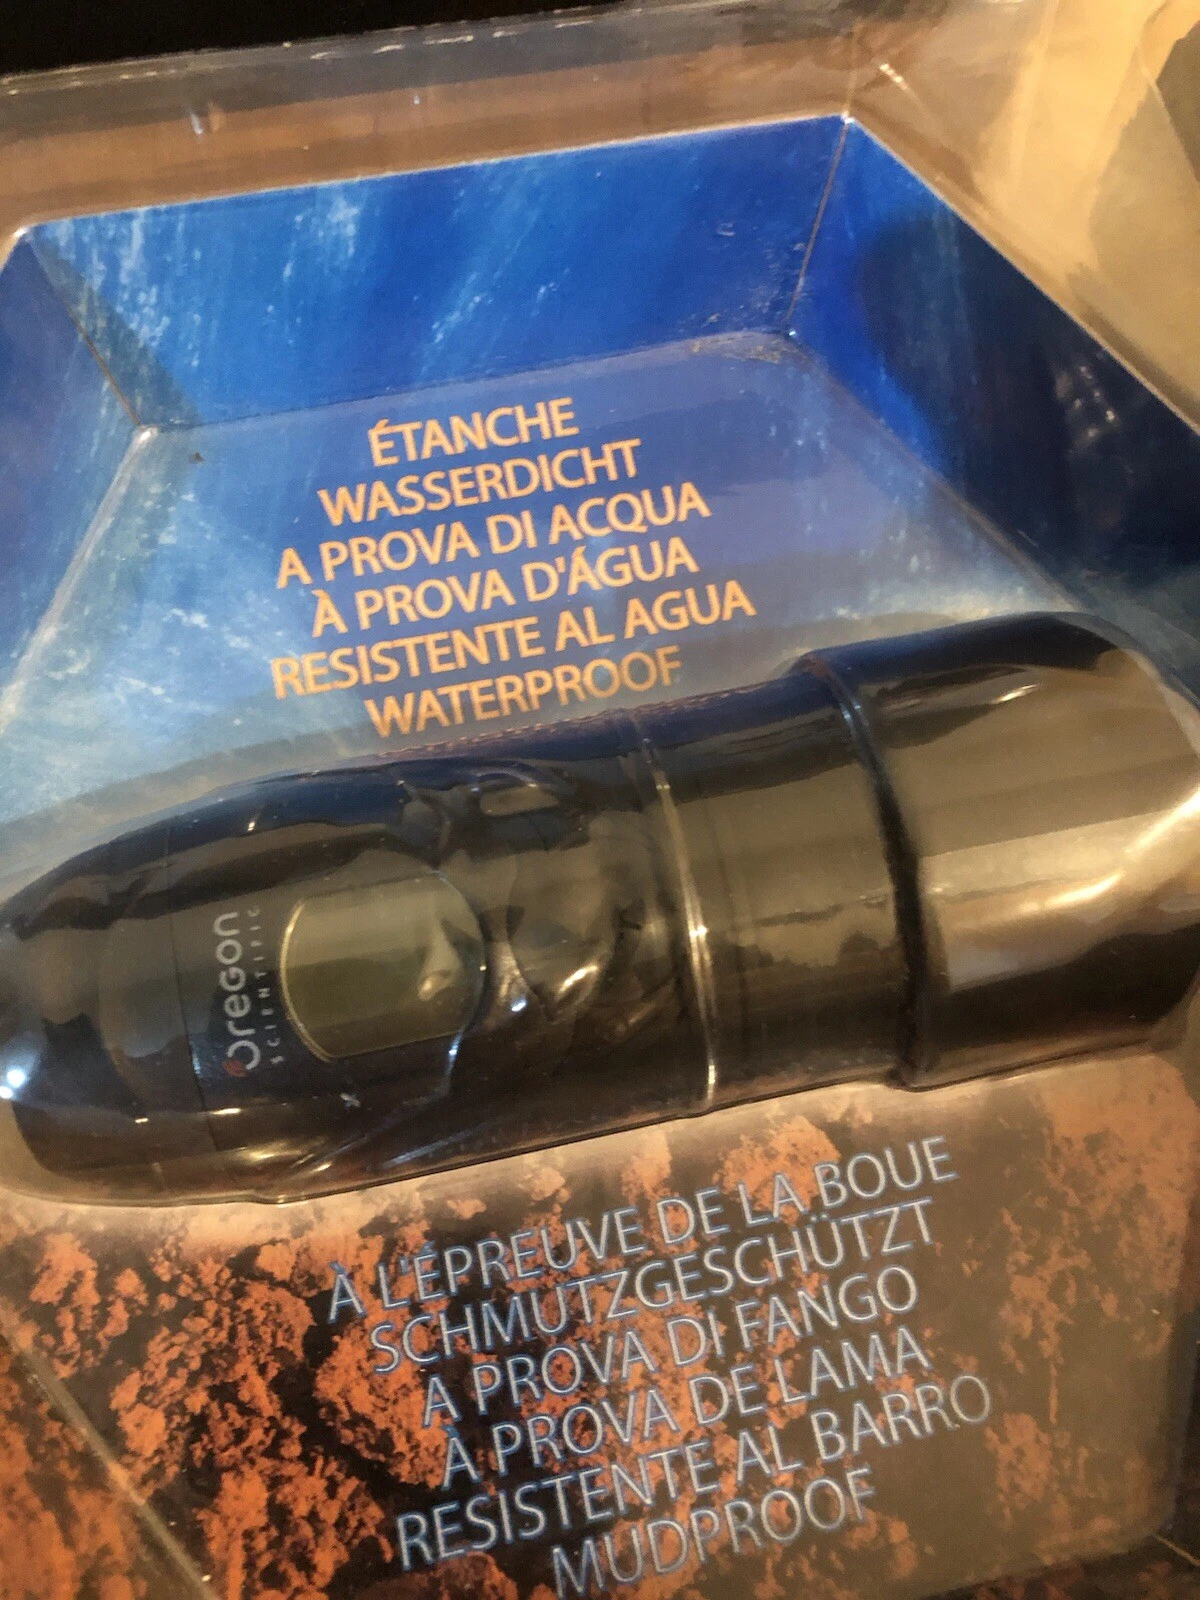 ÉTANCHE
WASSERDICHT
A PROVA DI ACQUA
À PROVA D'ÁGUA
RESISTENTE AL AGUA
WATERPROOF
OREGON
SCIENTIFIC
À L'ÉPREUVE DE LA BOUE
SCHMUTZGESCHÜTZT
A PROVA DI FANGO
À PROVA DE LAMA
RESISTENTE AL BARRO
MUDPROOF